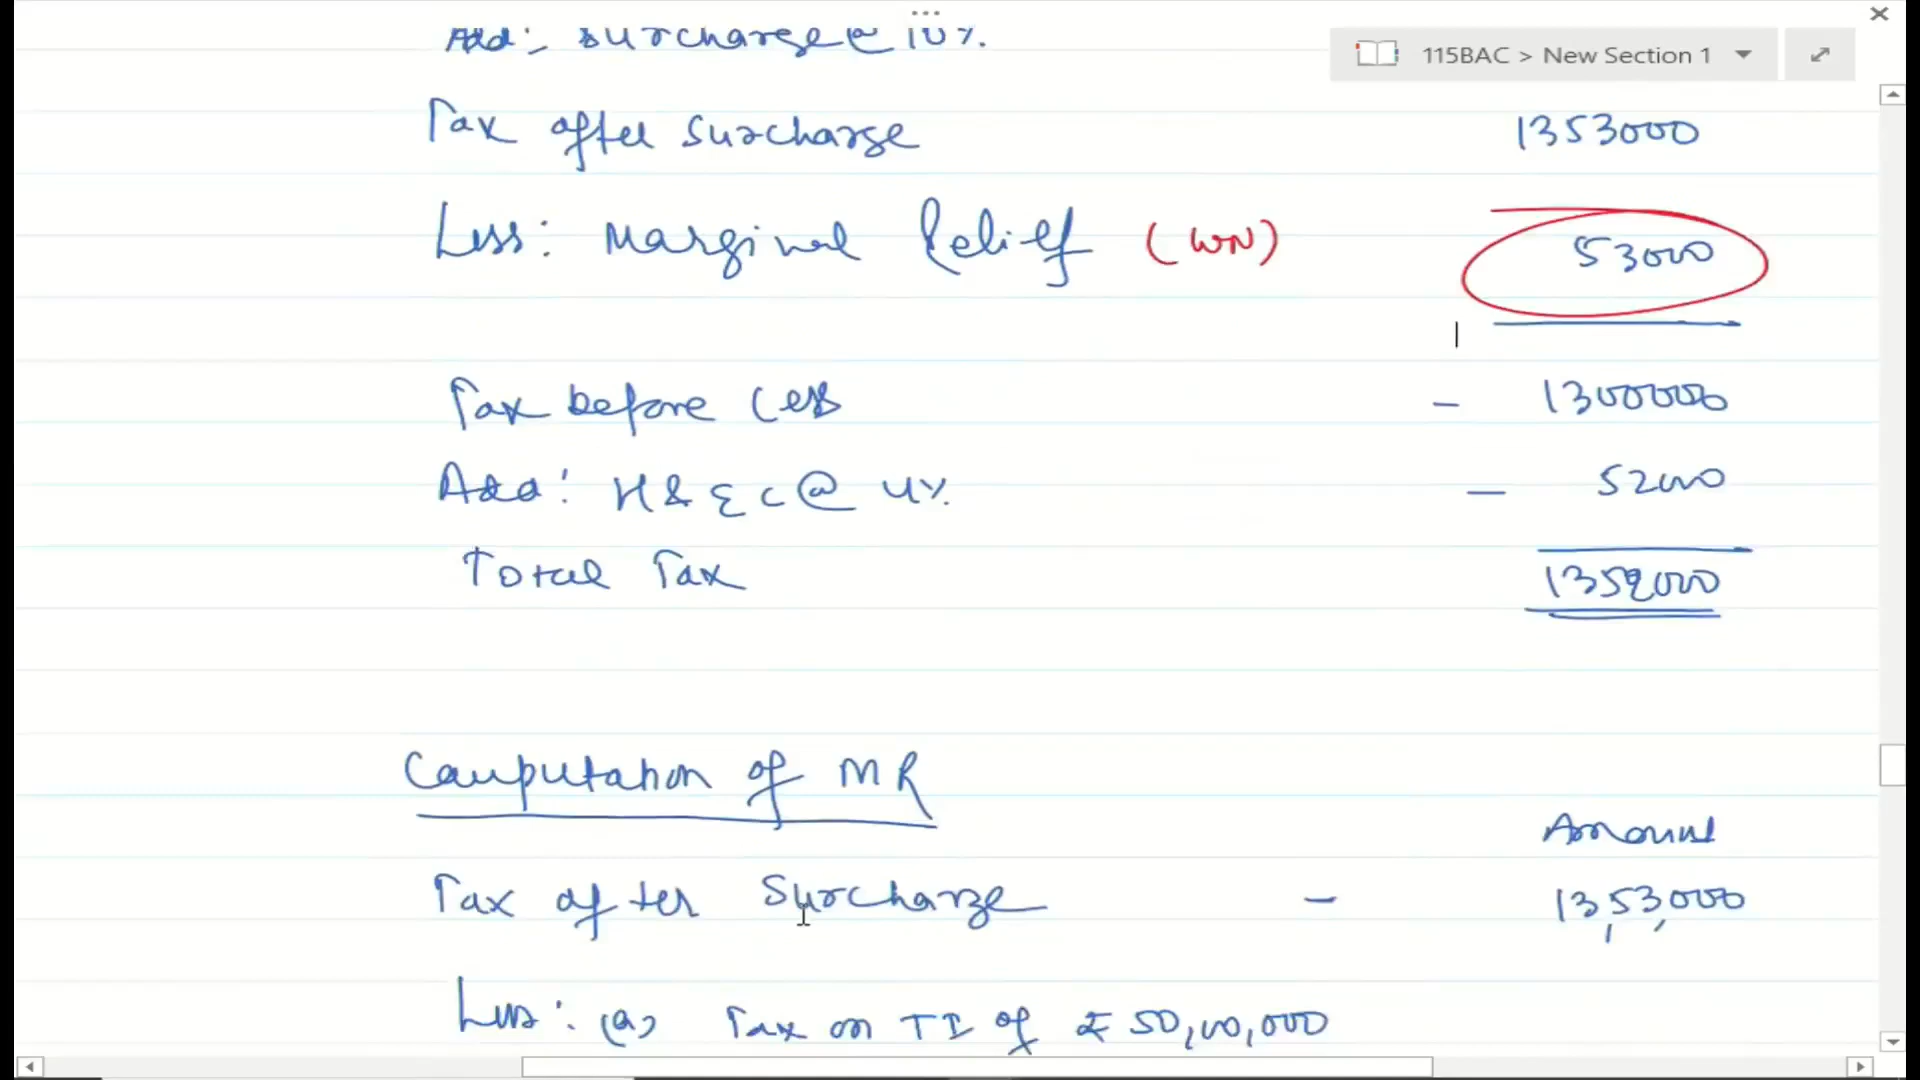 Add:- Surcharge @ 10%.
115BAC > New Section 1
Tax after surcharge 1353000
Less: Marginal Relief (WN) 53000
Tax before Cess - 1300000
Add: H & E C @ 4% - 52000
Total Tax 1352000
Computation of MR
Amount
Tax after Surcharge - 13,53,000
Less: (a) Tax on TI of ₹ 50,00,000